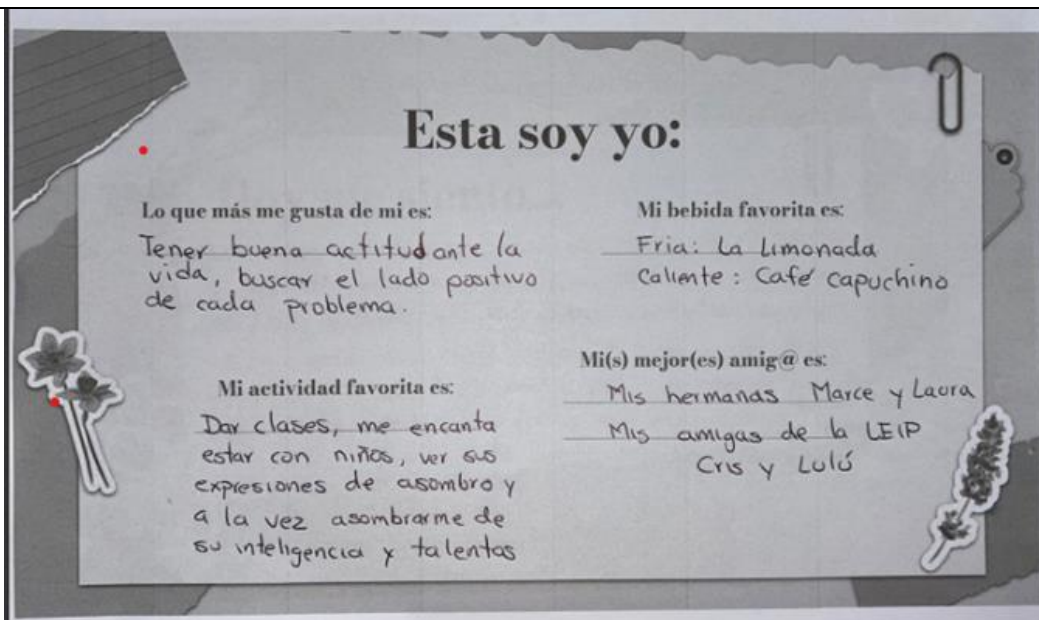 Esta soy yo:
Lo que más me gusta de mi es:
Tener buena actitud ante la
vida, buscar el lado positivo
de cada problema.
Mi bebida favorita es:
Fria: La Limonada
Caliente: Café capuchino
Mi actividad favorita es:
Dar clases, me encanta
estar con niños, ver sus
expresiones de asombro y
a la vez asombrarme de
su inteligencia y talentos
Mi(s) mejor(es) amig@ es:
Mis hermanas Marce y Laura
Mis amigas de la LEIP
Cris y Lulú